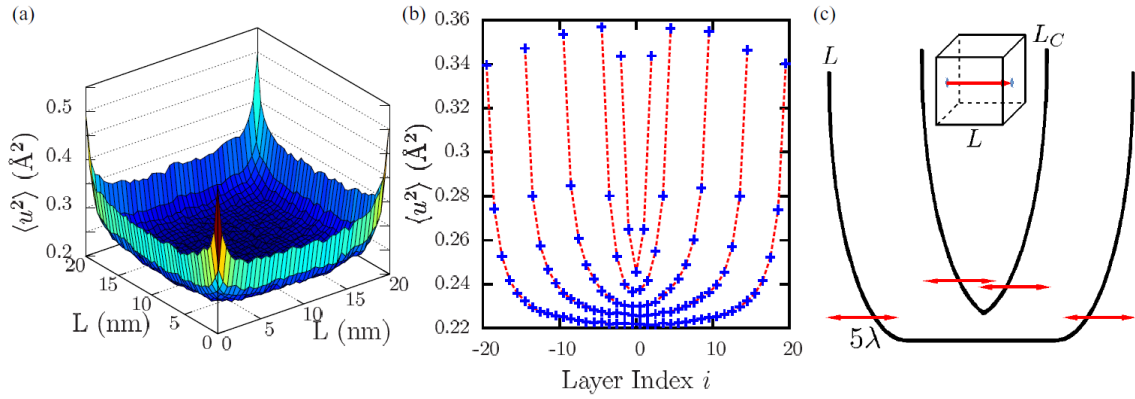 (a)
0.5
0.4
0.3
0.2
⟨u²⟩ (Å²)
20
15
10
5
0
L (nm)
0
5
10
15
20
L (nm)
(b)
0.36
0.34
0.32
0.3
0.28
0.26
0.24
0.22
⟨u²⟩ (Å²)
-20
-10
0
10
20
Layer Index i
(c)
L
L_C
L
5λ